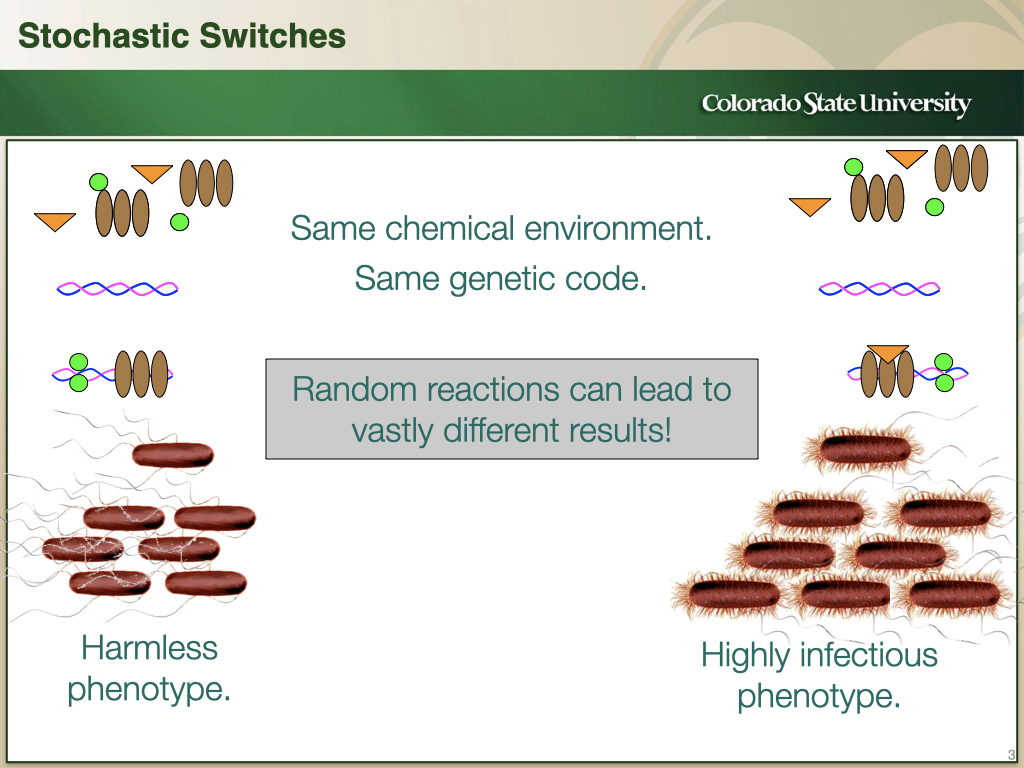 Stochastic Switches
Colorado State University
Same chemical environment.
Same genetic code.
Random reactions can lead to
vastly different results!
Harmless
phenotype.
Highly infectious
phenotype.
3